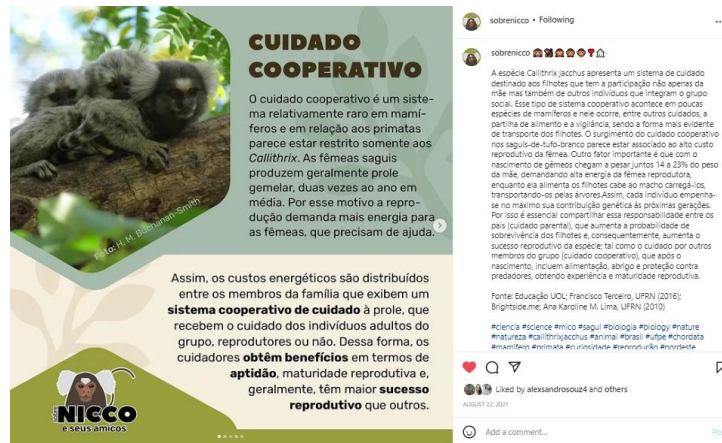 CUIDADO
COOPERATIVO
O cuidado cooperativo é um siste-
ma relativamente raro em mamí-
feros e em relação aos primatas
parece estar restrito somente aos
Callithrix. As fêmeas saguis
produzem geralmente prole
gemelar, duas vezes ao ano em
média. Por esse motivo a repro-
dução demanda mais energia para
as fêmeas, que precisam de ajuda.
Foto: H. M. Buchanan-Smith
Assim, os custos energéticos são distribuídos
entre os membros da família que exibem um
sistema cooperativo de cuidado à prole, que
recebem o cuidado dos indivíduos adultos do
grupo, reprodutores ou não. Dessa forma, os
cuidadores obtêm benefícios em termos de
aptidão, maturidade reprodutiva e,
geralmente, têm maior sucesso
reprodutivo que outros.
NICCO
e seus amicos
sobrenicco • Following
sobrenicco
A espécie Callithrix Jacchus apresenta um sistema de cuidado
destinado aos filhotes que tem a participação não apenas da
mãe mas também de outros indivíduos que integram o grupo
social. Esse tipo de sistema cooperativo acontece em poucas
espécies de mamíferos e nele ocorre, entre outros cuidados, a
partilha de alimento e a vigilância, sendo a forma mais evidente
de transporte dos filhotes. O surgimento do cuidado cooperativo
nos saguis-de-tufo-branco parece estar associado ao alto custo
reprodutivo da fêmea. Outro fator importante é que com o
nascimento de gêmeos chegam a pesar juntos 14 a 23% do peso
da mãe, demandando alta energia da fêmea reprodutora,
enquanto ela alimenta os filhotes cabe ao macho carregá-los,
transportando-os pelas árvores.Assim, cada indivíduo empenha-
se no máximo sua contribuição genética às próximas gerações.
Por isso é essencial compartilhar essa responsabilidade entre os
pais (cuidado parental), que aumenta a probabilidade de
sobrevivência dos filhotes e, consequentemente, aumenta o
sucesso reprodutivo da espécie; tal como o cuidado por outros
membros do grupo (cuidado cooperativo), que após o
nascimento, incluem alimentação, abrigo e proteção contra
predadores, obtendo experiência e maturidade reprodutiva.
Fonte: Educação UOL; Francisco Terceiro, UFRN (2016);
Brightside.me; Ana Karoline M. Lima, UFRN (2010)
#ciencia #science #mico #sagui #biologia #biology #nature
#natureza #callithrixjacchus #animal #brasil #ufpe #chordata
#mamífero #primata #curiosidade #reprodução #nordeste
Liked by alexsandrosouz4 and others
AUGUST 22, 2021
Add a comment...